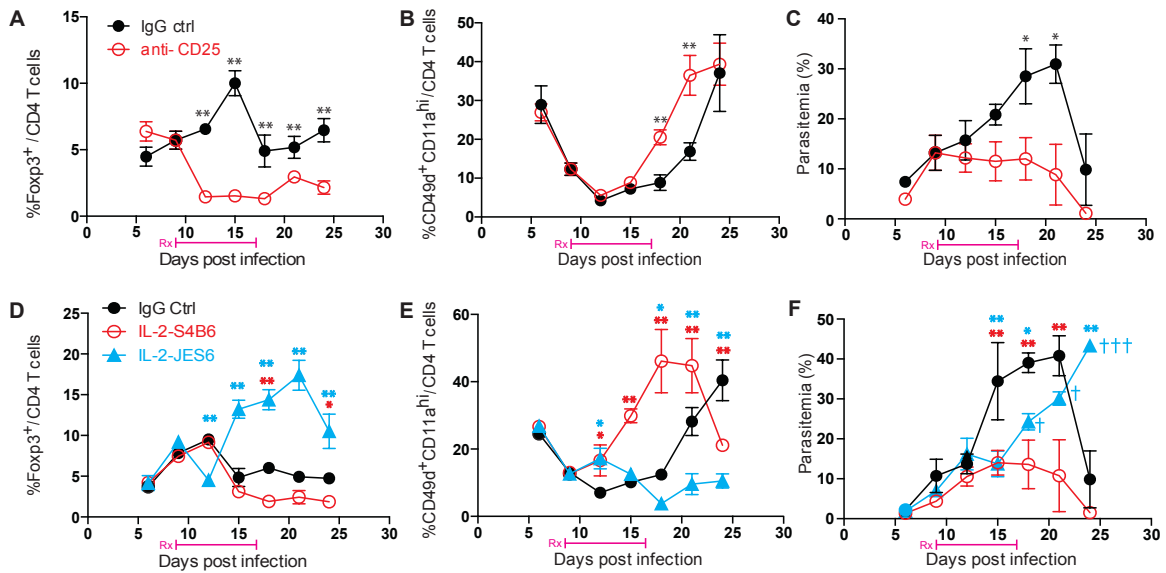 A
IgG ctrl
anti-CD25
%Foxp3⁺ /CD4 T cells
15
10
5
0
** ** ** ** **
0 5 10 15 20 25 30
Rx
Days post infection
B
%CD49d⁺CD11aʰⁱ/CD4 T cells
50
40
30
20
10
0
** **
0 5 10 15 20 25 30
Rx
Days post infection
C
Parasitemia (%)
40
30
20
10
0
* *
0 5 10 15 20 25 30
Rx
Days post infection
D
IgG Ctrl
IL-2-S4B6
IL-2-JES6
%Foxp3⁺/CD4 T cells
25
20
15
10
5
0
** ** ** ** ** ** *
0 5 10 15 20 25 30
Rx
Days post infection
E
%CD49d⁺CD11aʰⁱ/CD4 T cells
60
40
20
0
* * ** * ** ** ** ** **
0 5 10 15 20 25 30
Rx
Days post infection
F
Parasitemia (%)
50
40
30
20
10
0
** ** * ** ** **
† † †††
0 5 10 15 20 25 30
Rx
Days post infection